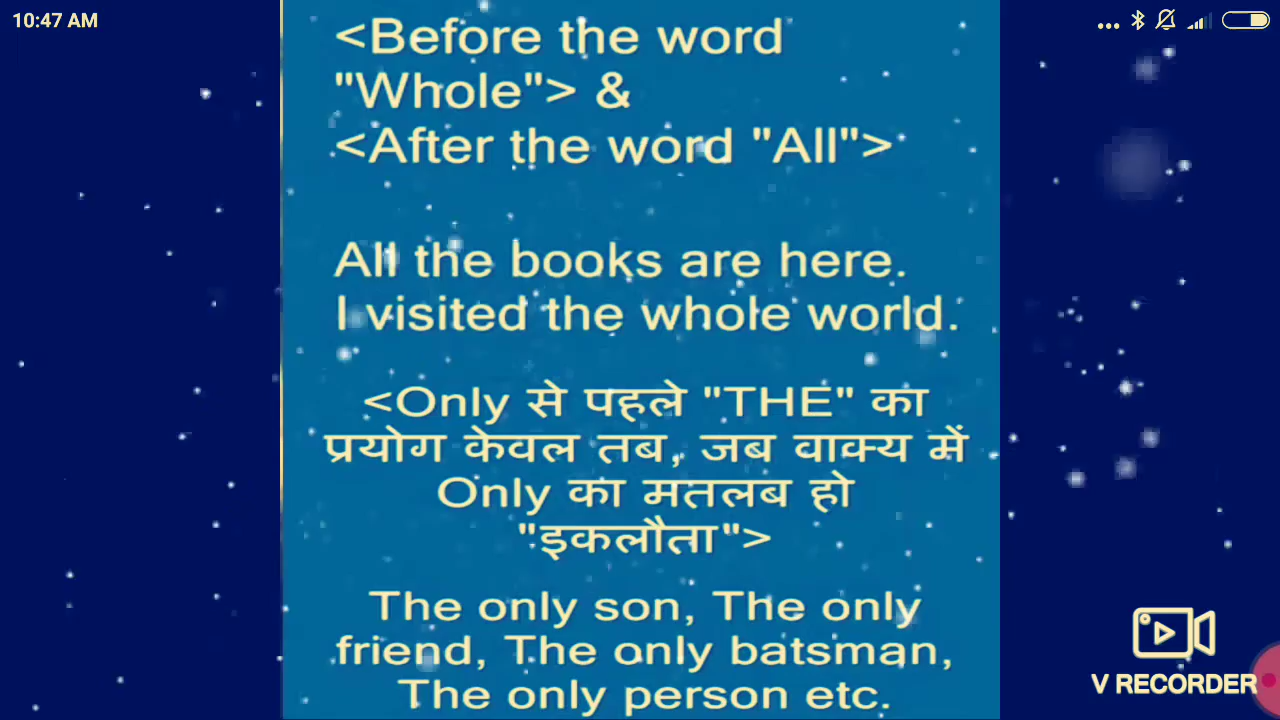 10:47 AM
<Before the word
"Whole"> &
<After the word "All">
All the books are here.
I visited the whole world.
<Only से पहले "THE" का
प्रयोग केवल तब, जब वाक्य में
Only का मतलब हो
"इकलौता">
The only son, The only
friend, The only batsman,
The only person etc.
V RECORDER